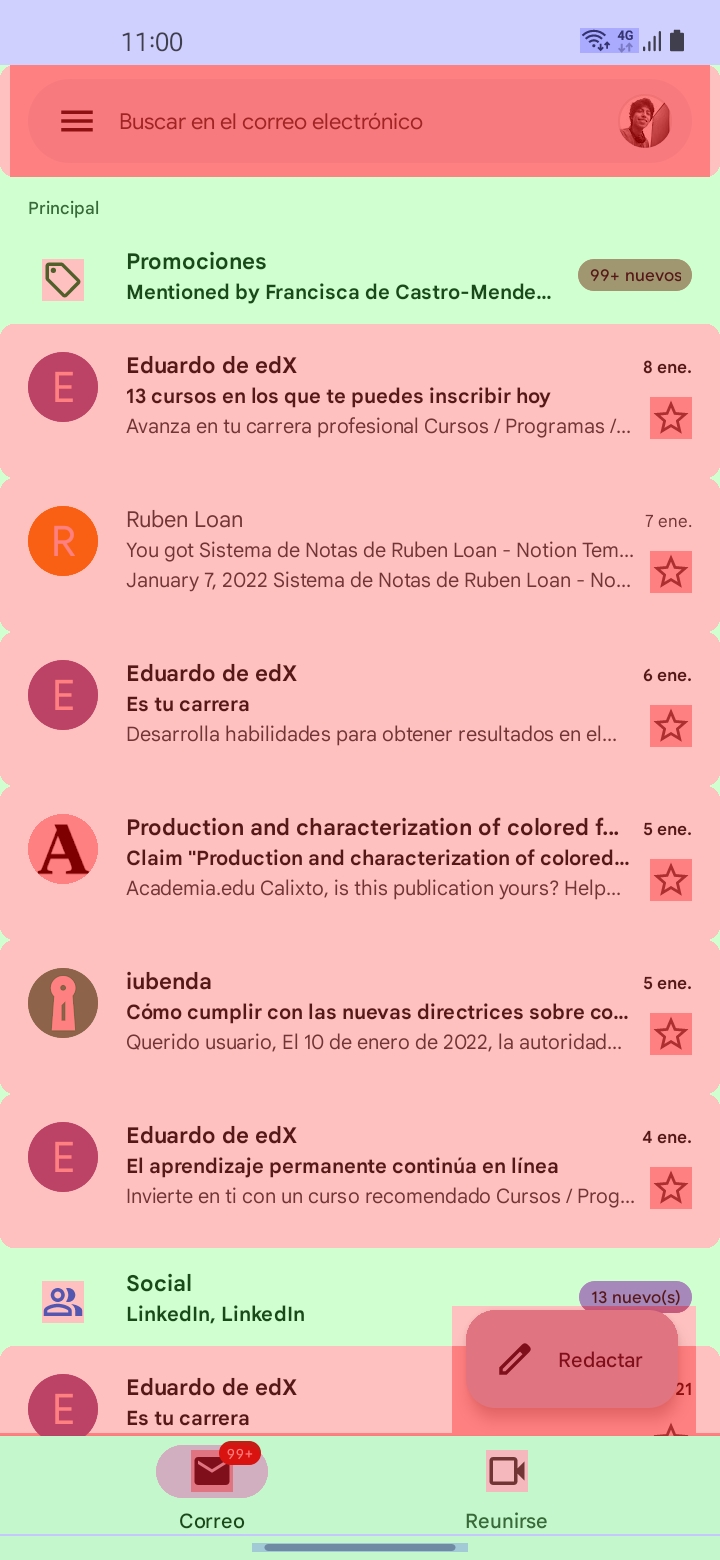 11:00
4G
Buscar en el correo electrónico
Principal
Promociones
Mentioned by Francisca de Castro-Mende...
99+ nuevos
E
Eduardo de edX
8 ene.
13 cursos en los que te puedes inscribir hoy
Avanza en tu carrera profesional Cursos / Programas /...
R
Ruben Loan
7 ene.
You got Sistema de Notas de Ruben Loan - Notion Tem...
January 7, 2022 Sistema de Notas de Ruben Loan - No...
E
Eduardo de edX
6 ene.
Es tu carrera
Desarrolla habilidades para obtener resultados en el...
A
Production and characterization of colored f...
5 ene.
Claim "Production and characterization of colored...
Academia.edu Calixto, is this publication yours? Help...
iubenda
5 ene.
Cómo cumplir con las nuevas directrices sobre co...
Querido usuario, El 10 de enero de 2022, la autoridad...
E
Eduardo de edX
4 ene.
El aprendizaje permanente continúa en línea
Invierte en ti con un curso recomendado Cursos / Prog...
Social
LinkedIn, LinkedIn
13 nuevo(s)
Redactar
E
Eduardo de edX
21
Es tu carrera
99+
Correo
Reunirse